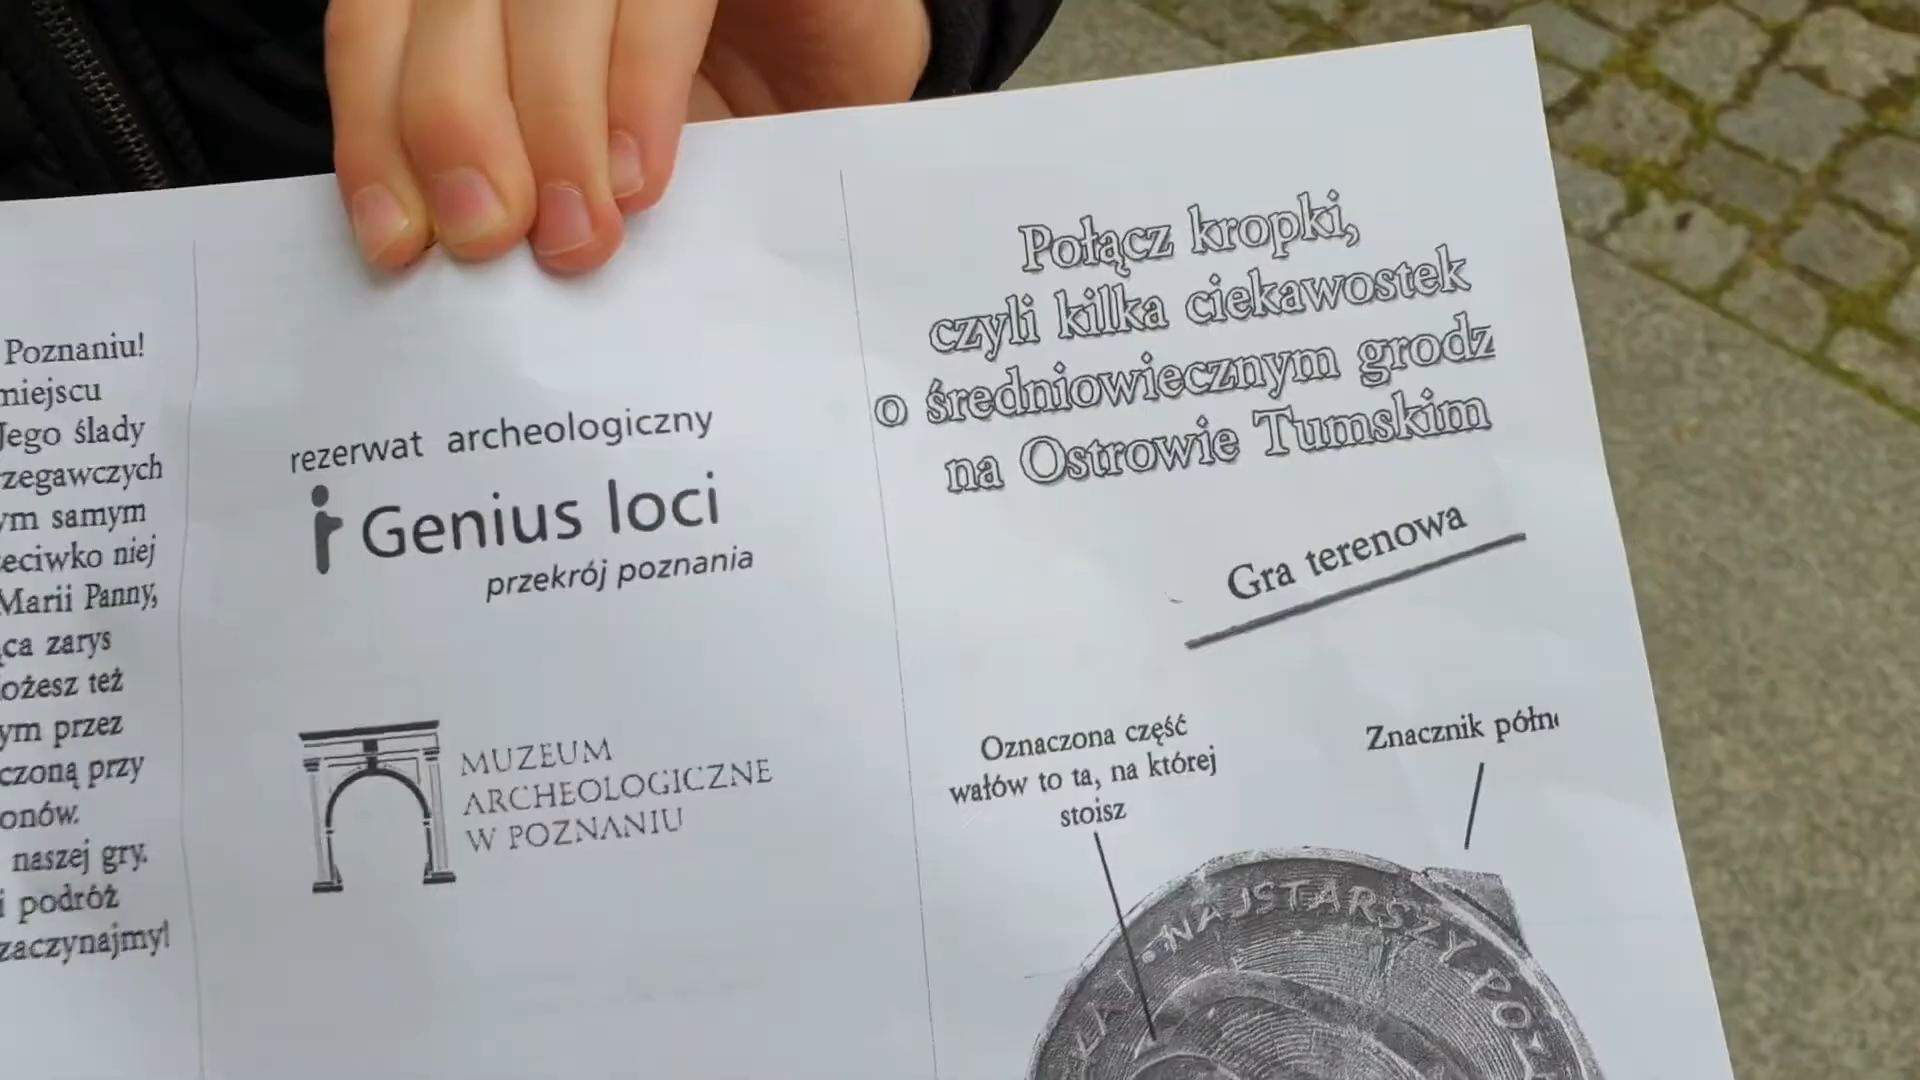 Poznaniu!
miejscu
Jego ślady
rzegawczych
ym samym
eciwko niej
Marii Panny,
ca zarys
ożesz też
ym przez
czoną przy
onów.
naszej gry.
i podróż
zaczynajmy!
rezerwat archeologiczny
Genius loci
przekrój poznania
MUZEUM
ARCHEOLOGICZNE
W POZNANIU
Połącz kropki,
czyli kilka ciekawostek
o średniowiecznym grodz
na Ostrowie Tumskim
Gra terenowa
Oznaczona część
wałów to ta, na której
stoisz
Znacznik półn
NAJSTARSZY POZ